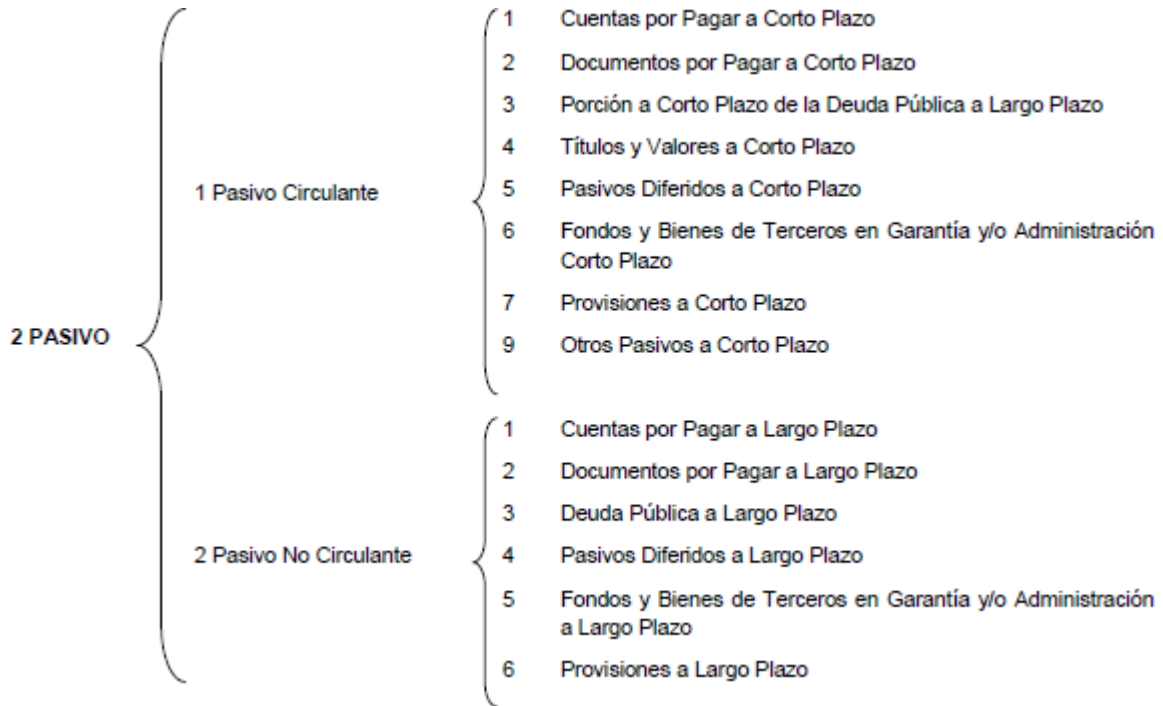 1 Cuentas por Pagar a Corto Plazo
2 Documentos por Pagar a Corto Plazo
3 Porción a Corto Plazo de la Deuda Pública a Largo Plazo
4 Títulos y Valores a Corto Plazo
1 Pasivo Circulante
5 Pasivos Diferidos a Corto Plazo
6 Fondos y Bienes de Terceros en Garantía y/o Administración
Corto Plazo
7 Provisiones a Corto Plazo
2 PASIVO
9 Otros Pasivos a Corto Plazo
1 Cuentas por Pagar a Largo Plazo
2 Documentos por Pagar a Largo Plazo
3 Deuda Pública a Largo Plazo
2 Pasivo No Circulante
4 Pasivos Diferidos a Largo Plazo
5 Fondos y Bienes de Terceros en Garantía y/o Administración
a Largo Plazo
6 Provisiones a Largo Plazo